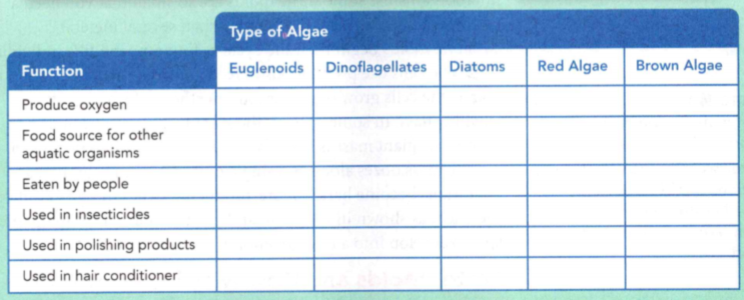 Type of Algae
Function
Euglenoids
Dinoflagellates
Diatoms
Red Algae
Brown Algae
Produce oxygen
Food source for other
aquatic organisms
Eaten by people
Used in insecticides
Used in polishing products
Used in hair conditioner